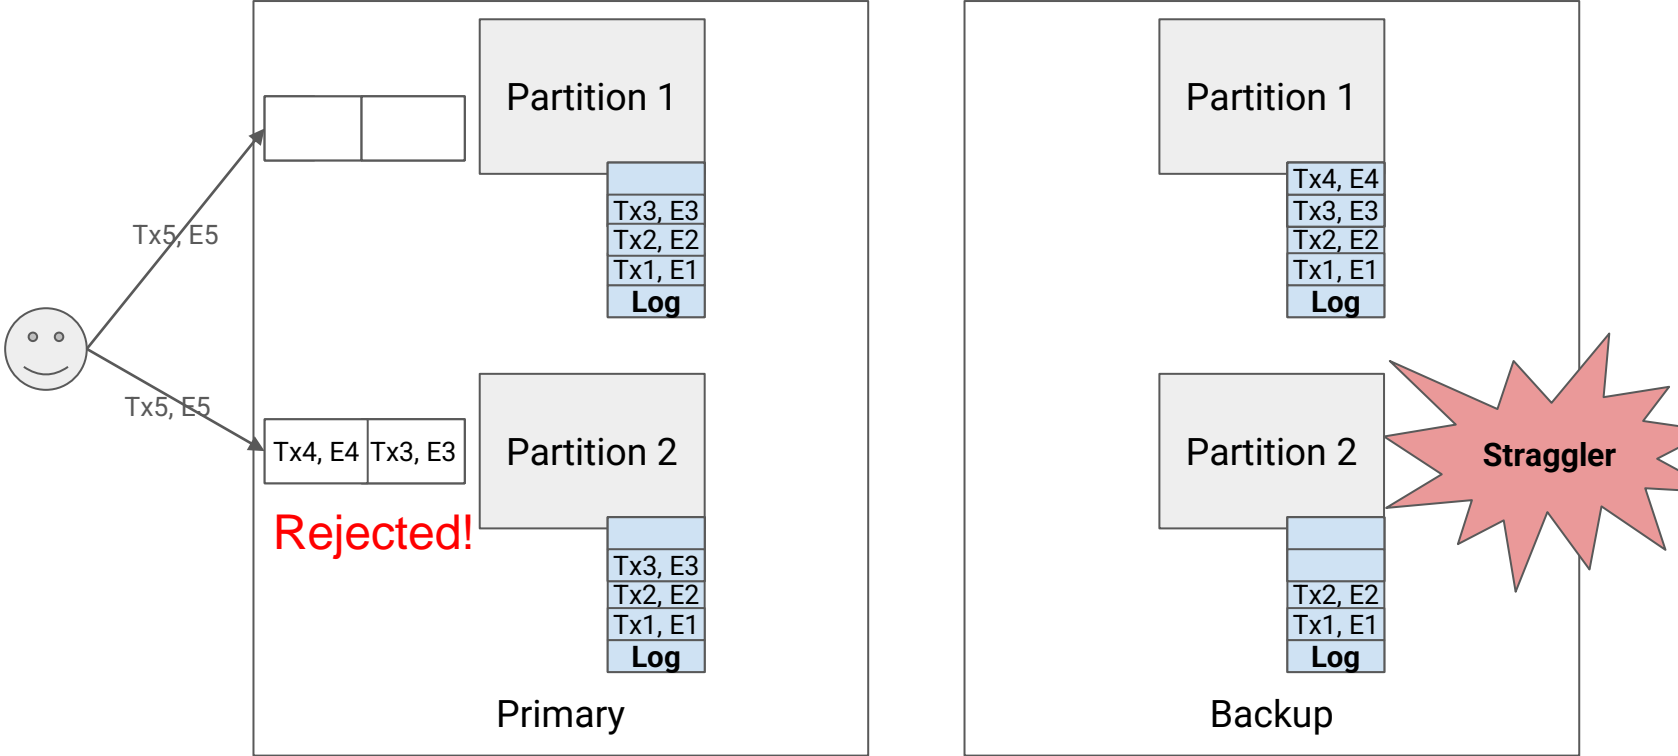 Partition 1
Tx3, E3
Tx2, E2
Tx1, E1
Log
Tx5, E5
Tx5, E5
Tx4, E4
Tx3, E3
Partition 2
Rejected!
Tx3, E3
Tx2, E2
Tx1, E1
Log
Primary
Partition 1
Tx4, E4
Tx3, E3
Tx2, E2
Tx1, E1
Log
Partition 2
Straggler
Tx2, E2
Tx1, E1
Log
Backup